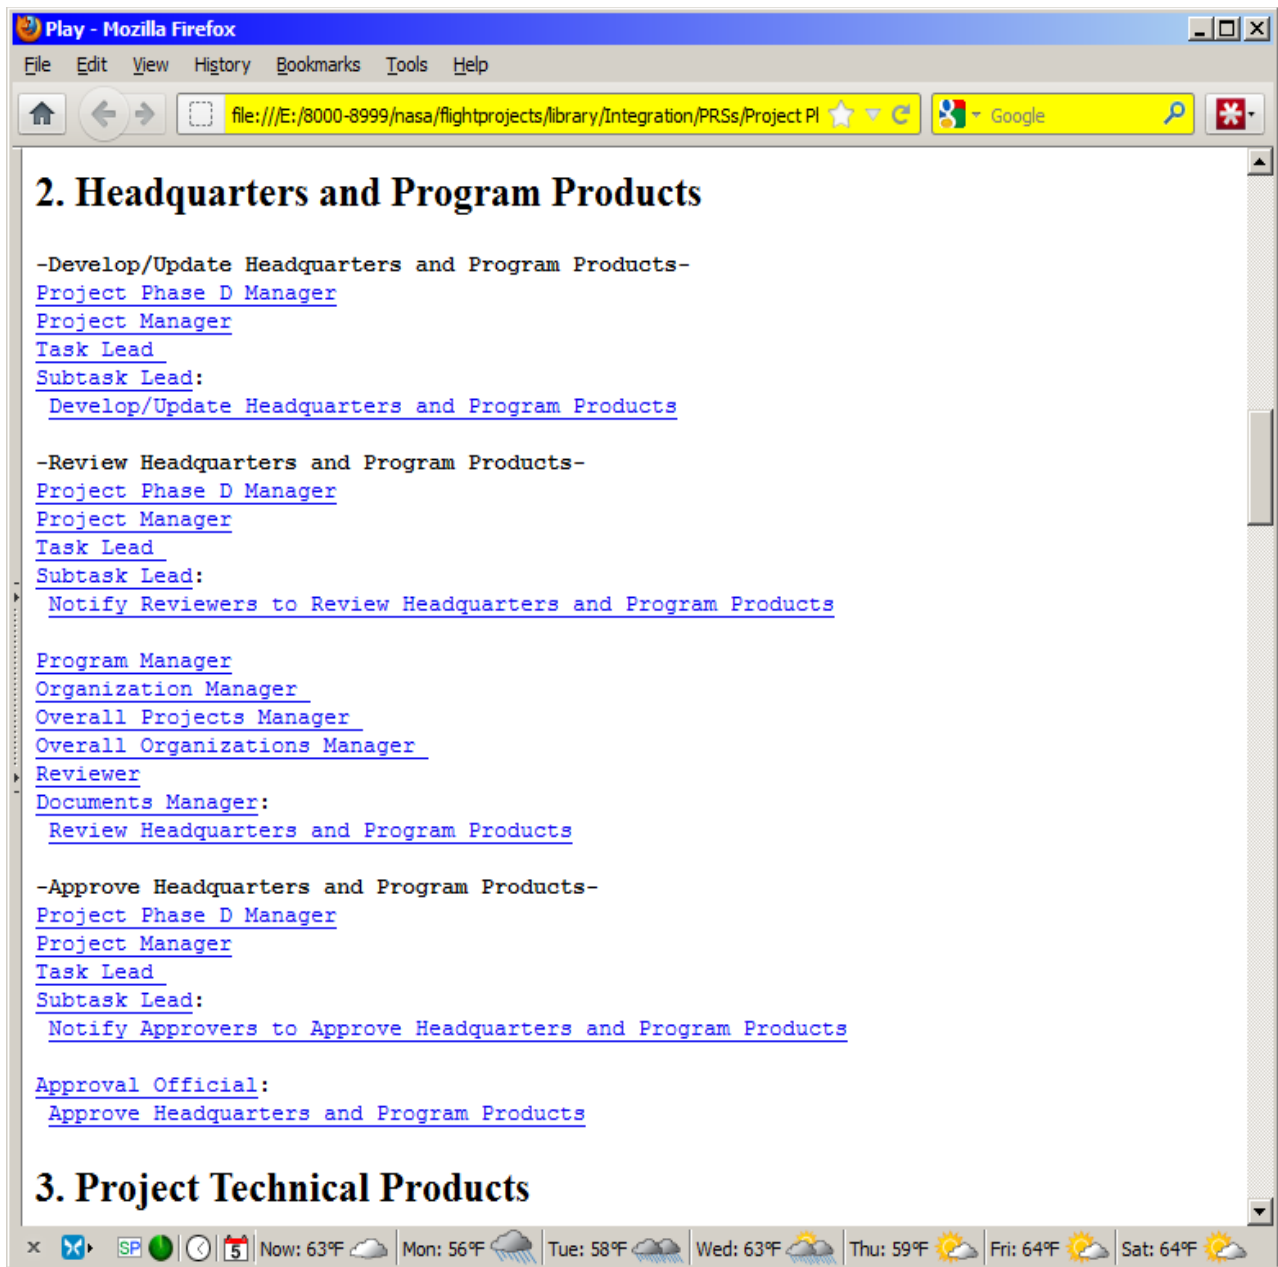 Play - Mozilla Firefox
File Edit View History Bookmarks Tools Help
file:///E:/8000-8999/nasa/flightprojects/library/Integration/PRSs/Project Pl
Google
2. Headquarters and Program Products
-Develop/Update Headquarters and Program Products-
Project Phase D Manager
Project Manager
Task Lead
Subtask Lead:
Develop/Update Headquarters and Program Products
-Review Headquarters and Program Products-
Project Phase D Manager
Project Manager
Task Lead
Subtask Lead:
Notify Reviewers to Review Headquarters and Program Products
Program Manager
Organization Manager
Overall Projects Manager
Overall Organizations Manager
Reviewer
Documents Manager:
Review Headquarters and Program Products
-Approve Headquarters and Program Products-
Project Phase D Manager
Project Manager
Task Lead
Subtask Lead:
Notify Approvers to Approve Headquarters and Program Products
Approval Official:
Approve Headquarters and Program Products
3. Project Technical Products
SP 5 Now: 63°F Mon: 56°F Tue: 58°F Wed: 63°F Thu: 59°F Fri: 64°F Sat: 64°F